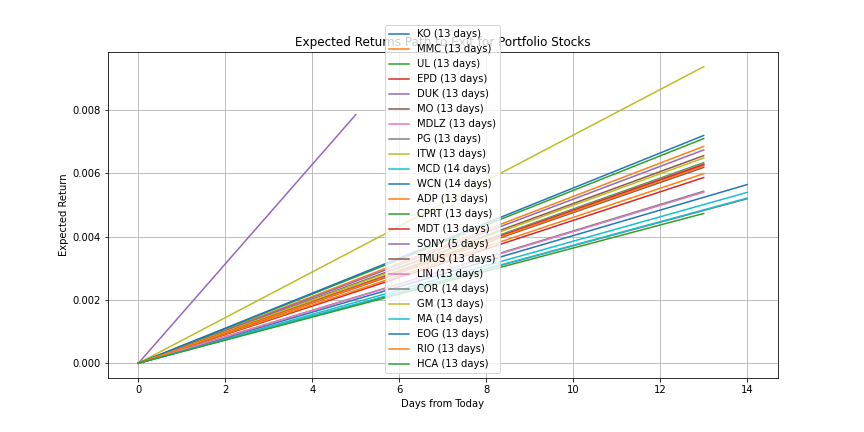 Expected Returns Path to Exit for Portfolio Stocks
KO (13 days)
MMC (13 days)
UL (13 days)
EPD (13 days)
DUK (13 days)
MO (13 days)
MDLZ (13 days)
PG (13 days)
ITW (13 days)
MCD (14 days)
WCN (14 days)
ADP (13 days)
CPRT (13 days)
MDT (13 days)
SONY (5 days)
TMUS (13 days)
LIN (13 days)
COR (14 days)
GM (13 days)
MA (14 days)
EOG (13 days)
RIO (13 days)
HCA (13 days)
Expected Return
0.008
0.006
0.004
0.002
0.000
0 2 4 6 8 10 12 14
Days from Today